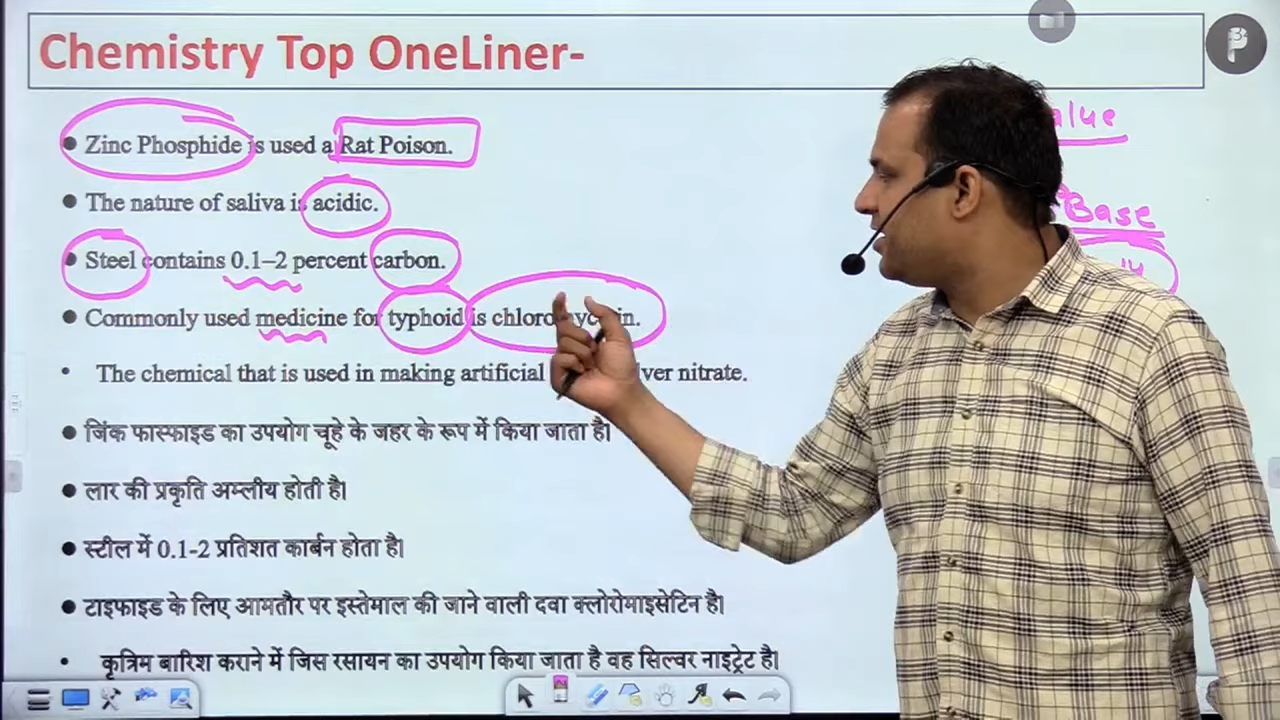 Chemistry Top OneLiner-
Zinc Phosphide is used a Rat Poison.
The nature of saliva is acidic.
Steel contains 0.1–2 percent carbon.
Commonly used medicine for typhoid is
The chemical that is used in making artificial nitrate.
जिंक फास्फाइड का उपयोग चूहे के जहर के रूप में किया जाता है।
लार की प्रकृति अम्लीय होती है।
स्टील में 0.1-2 प्रतिशत कार्बन होता है।
टाइफाइड के लिए आमतौर पर इस्तेमाल की जाने वाली दवा क्लोरोमाइसेटिन है।
कृत्रिम बारिश कराने में जिस रसायन का उपयोग किया जाता है वह सिल्वर नाइट्रेट है।
Base
14